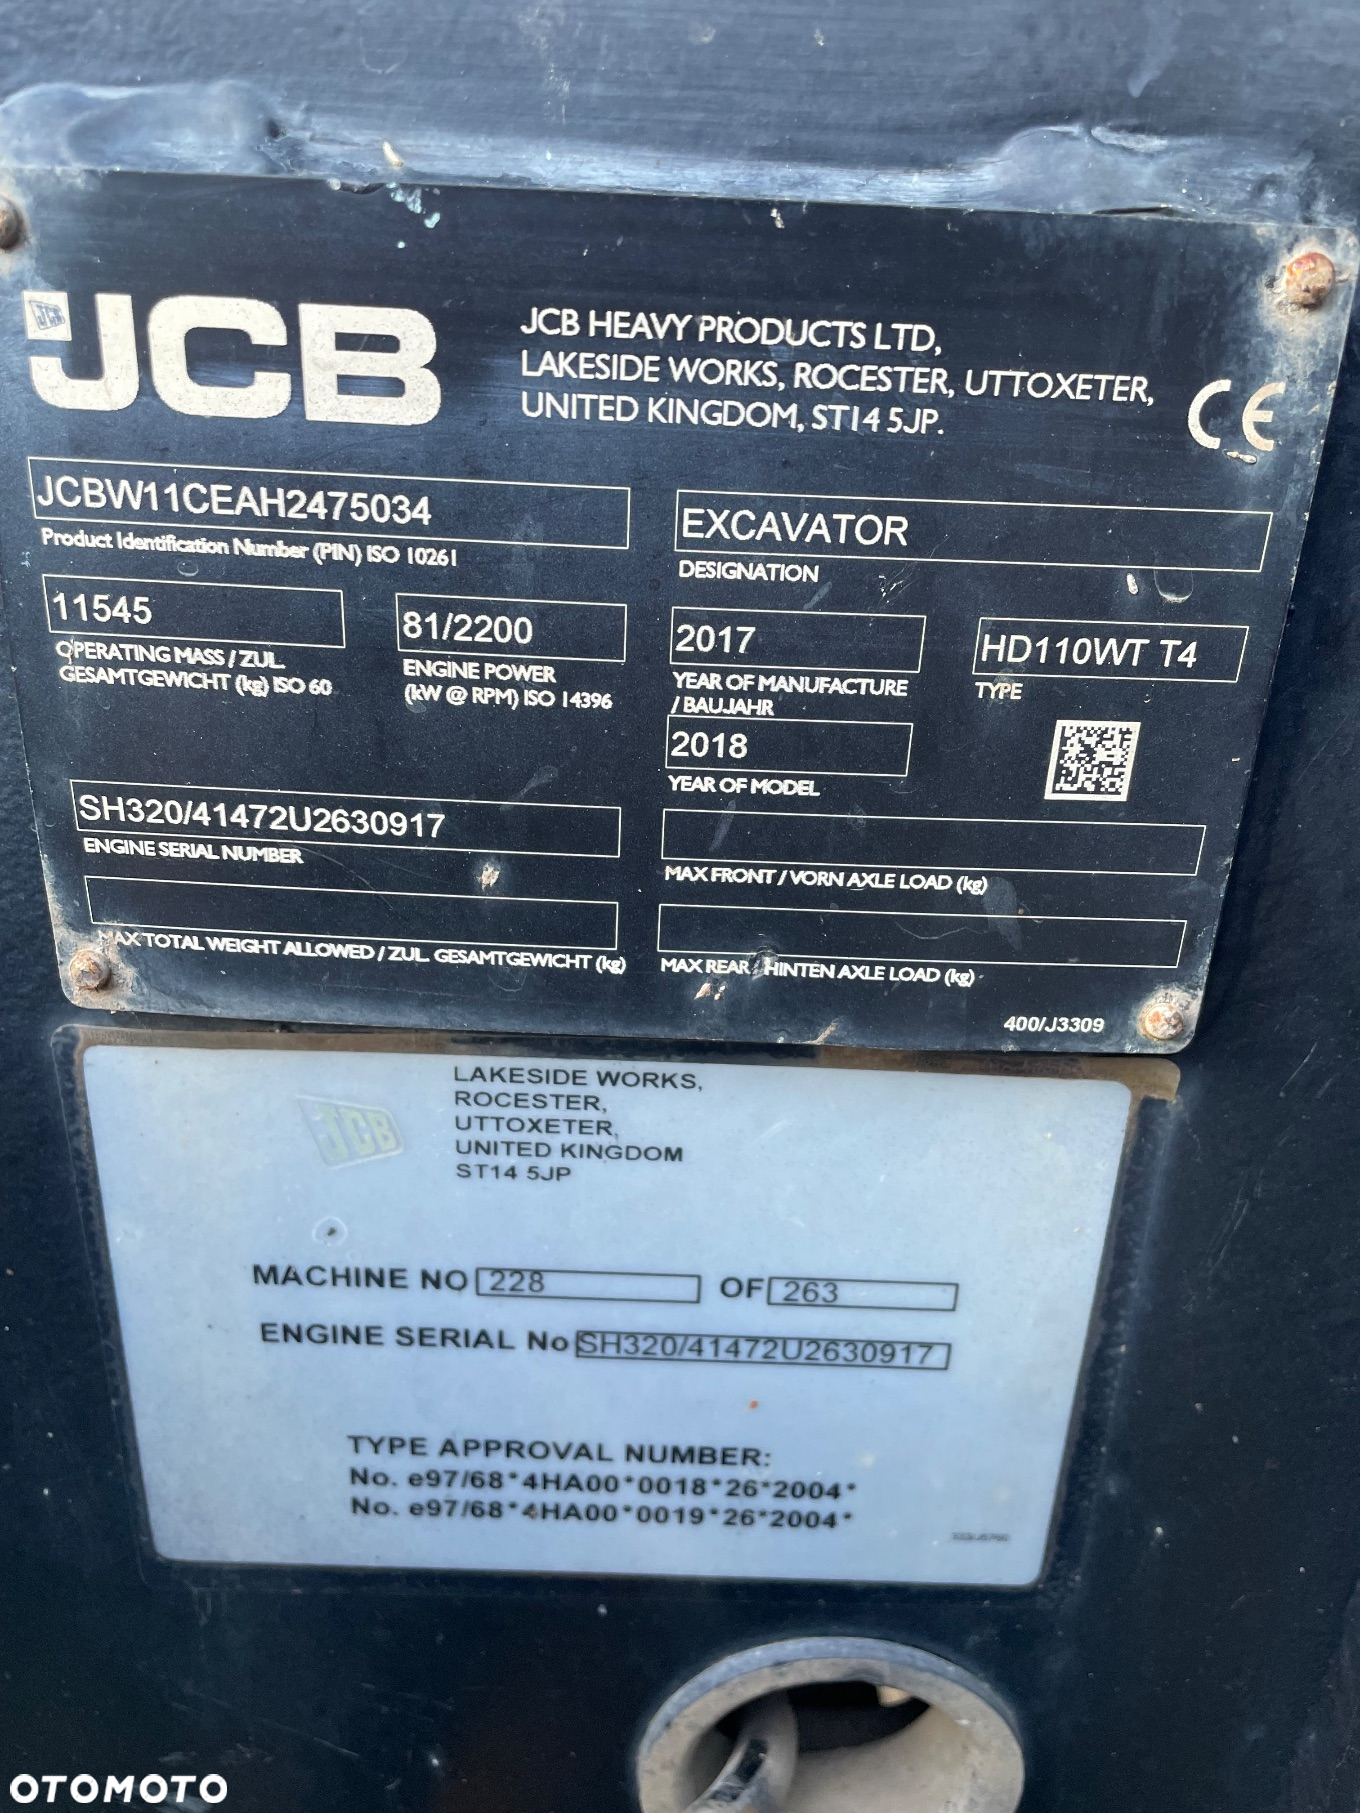 JCB
JCB
JCB HEAVY PRODUCTS LTD,
LAKESIDE WORKS, ROCESTER, UTTOXETER,
UNITED KINGDOM, ST14 5JP.
CE
JCBW11CEAH2475034
Product Identification Number (PIN) ISO 10261
EXCAVATOR
DESIGNATION
11545
OPERATING MASS / ZUL.
GESAMTGEWICHT (kg) ISO 60
81/2200
ENGINE POWER
(kW @ RPM) ISO 14396
2017
YEAR OF MANUFACTURE
/ BAUJAHR
HD110WT T4
TYPE
2018
YEAR OF MODEL
SH320/41472U2630917
ENGINE SERIAL NUMBER
MAX FRONT / VORN AXLE LOAD (kg)
MAX TOTAL WEIGHT ALLOWED / ZUL. GESAMTGEWICHT (kg)
MAX REAR / HINTEN AXLE LOAD (kg)
400/J3309
JCB
LAKESIDE WORKS,
ROCESTER,
UTTOXETER,
UNITED KINGDOM
ST14 5JP
MACHINE NO 228 OF 263
ENGINE SERIAL No SH320/41472U2630917
TYPE APPROVAL NUMBER:
No. e97/68*4HA00*0018*26*2004*
No. e97/68*4HA00*0019*26*2004*
OTOMOTO